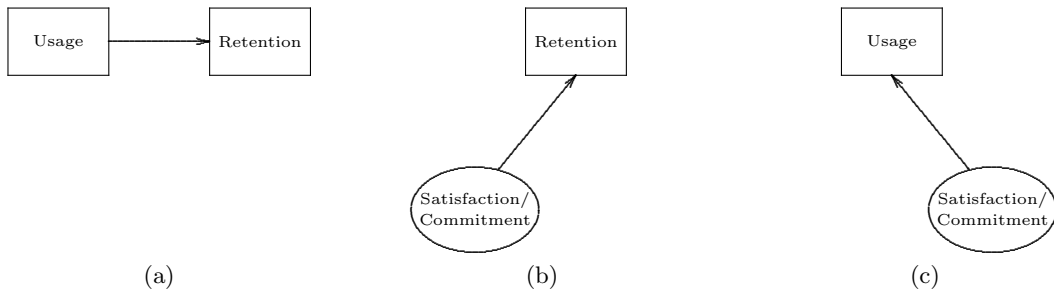 Usage
Retention
Retention
Usage
Satisfaction/
Commitment
Satisfaction/
Commitment
(a)
(b)
(c)